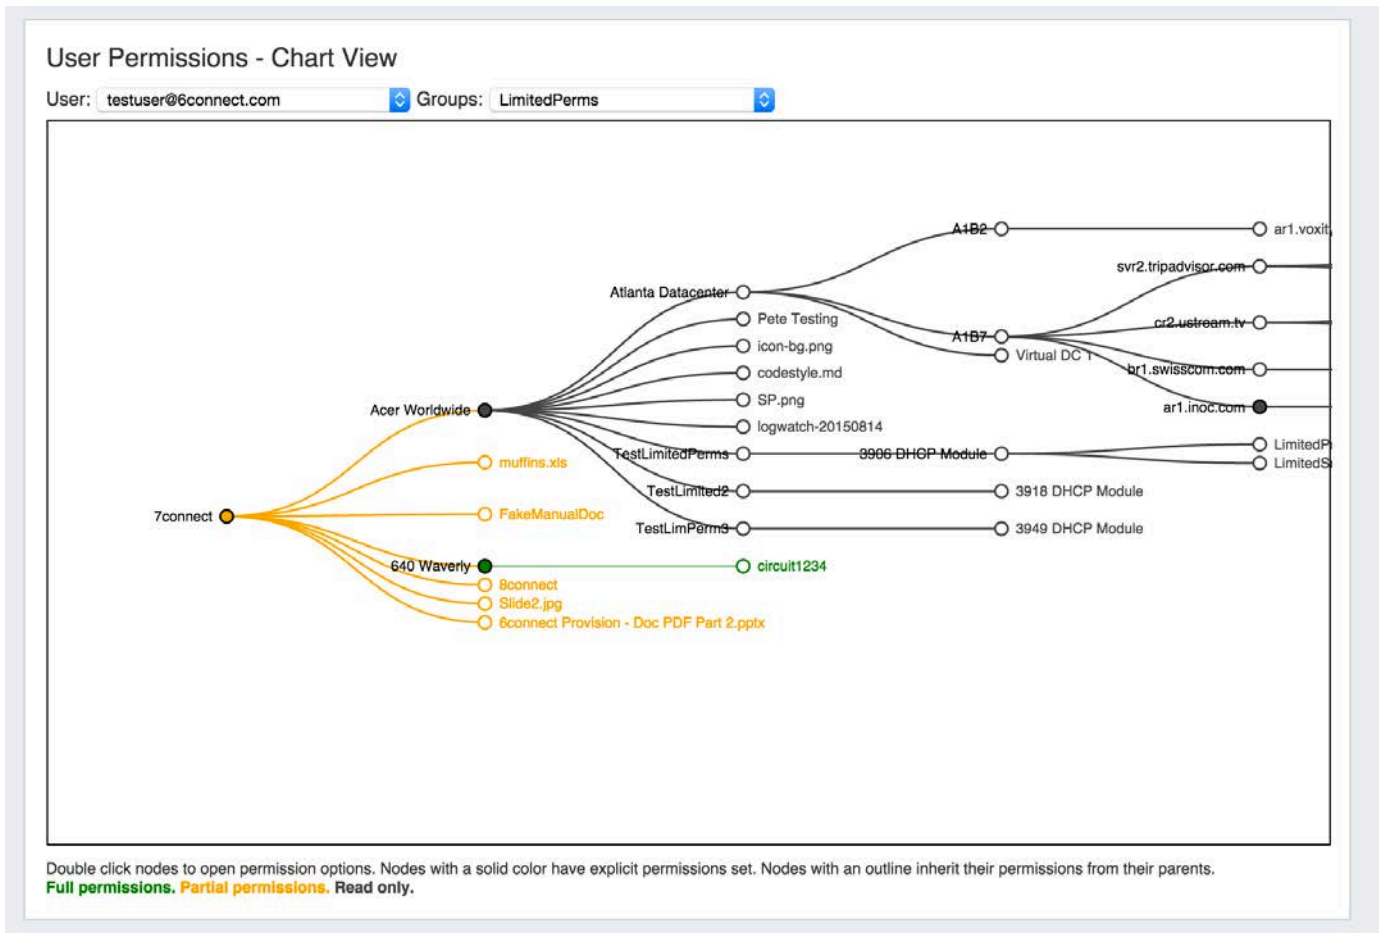 User Permissions - Chart View
User: testuser@6connect.com Groups: LimitedPerms
A1B2 ar1.voxit
svr2.tripadvisor.com
Atlanta Datacenter
Pete Testing
cr2.ustream.tv
A1B7
icon-bg.png
Virtual DC 1
br1.swisscom.com
codestyle.md
SP.png
ar1.inoc.com
Acer Worldwide
logwatch-20150814
LimitedP
TestLimitedPerms 3906 DHCP Module
muffins.xls LimitedS
TestLimited2 3918 DHCP Module
7connect FakeManualDoc
TestLimPerm3 3949 DHCP Module
640 Waverly circuit1234
8connect
Slide2.jpg
6connect Provision - Doc PDF Part 2.pptx
Double click nodes to open permission options. Nodes with a solid color have explicit permissions set. Nodes with an outline inherit their permissions from their parents.
Full permissions. Partial permissions. Read only.